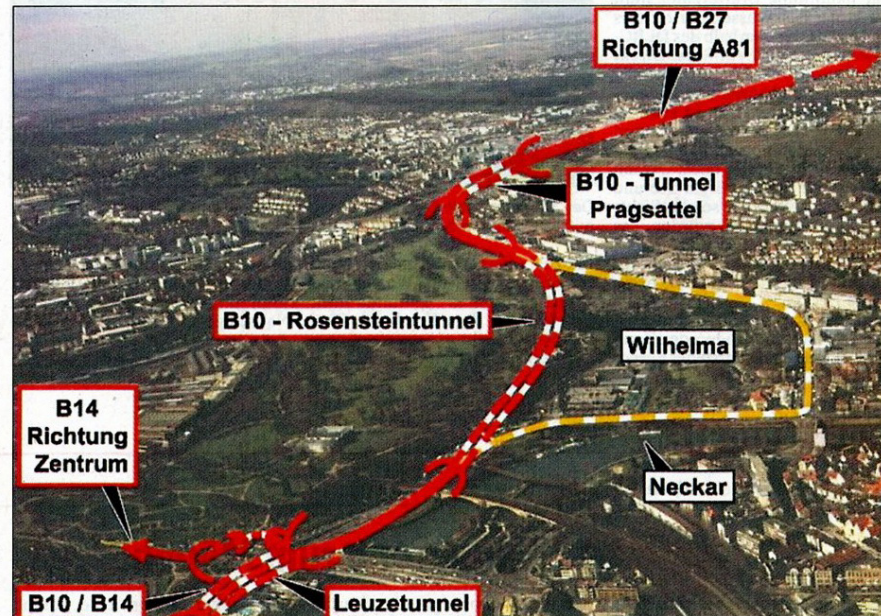 B10 / B27
Richtung A81
B10 - Tunnel
Pragsattel
B10 - Rosensteintunnel
Wilhelma
B14
Richtung
Zentrum
Neckar
B10 / B14
Leuzetunnel